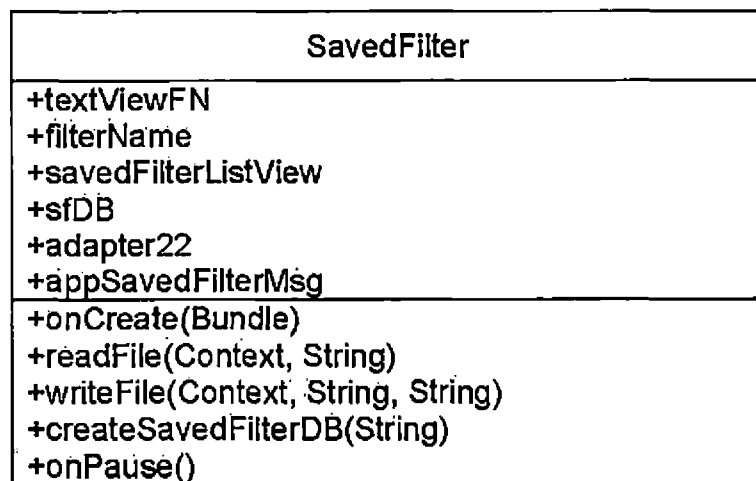 SavedFilter
+textViewFN
+filterName
+savedFilterListView
+sfDB
+adapter22
+appSavedFilterMsg
+onCreate(Bundle)
+readFile(Context, String)
+writeFile(Context, String, String)
+createSavedFilterDB(String)
+onPause()